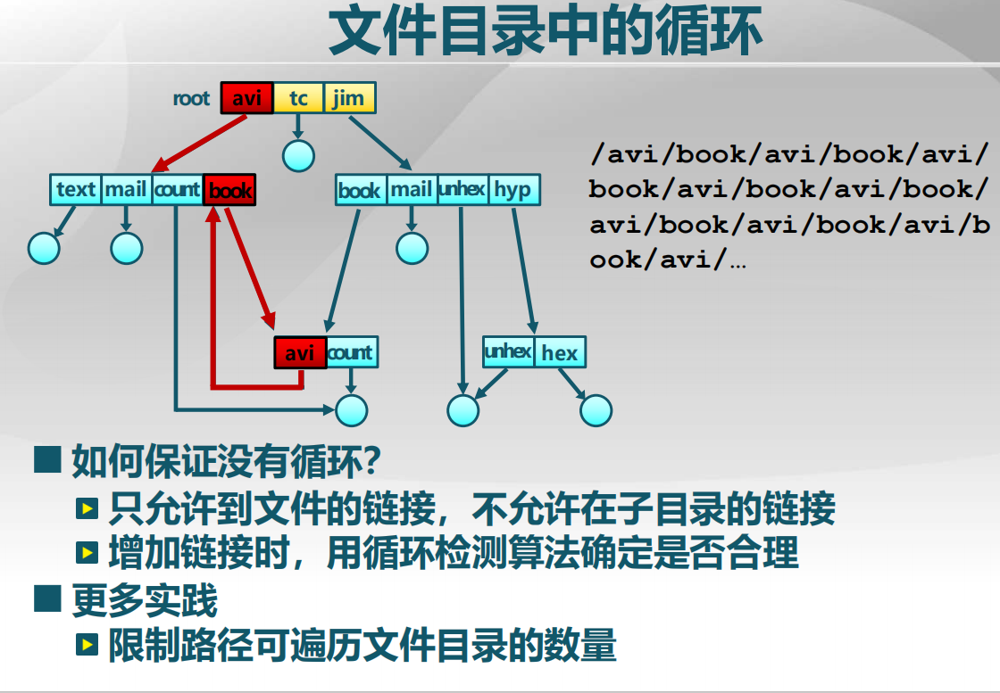 文件目录中的循环
root avi tc jim
text mail count book
book mail unhex hyp
/avi/book/avi/book/avi/
book/avi/book/avi/book/
avi/book/avi/book/avi/b
ook/avi/...
avi count
unhex hex
如何保证没有循环?
只允许到文件的链接，不允许在子目录的链接
增加链接时，用循环检测算法确定是否合理
更多实践
限制路径可遍历文件目录的数量